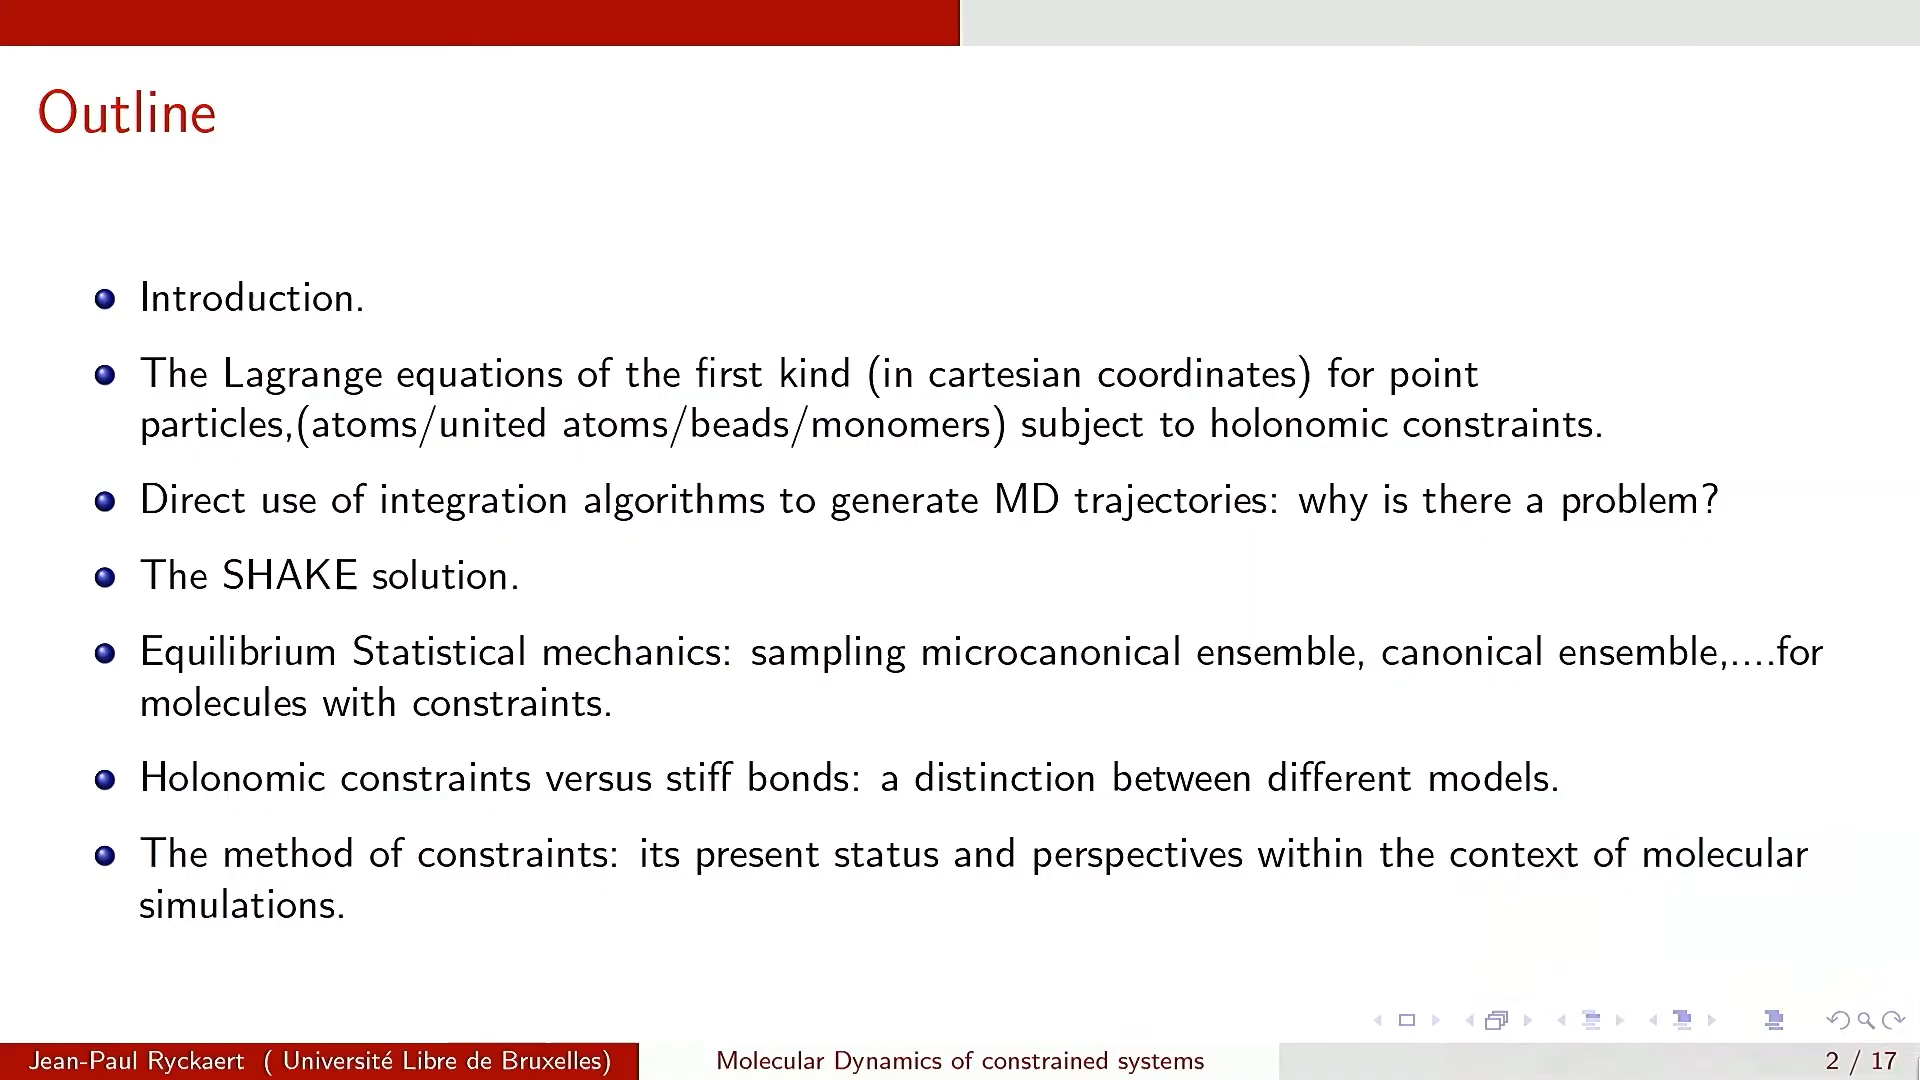 Outline
Introduction.
The Lagrange equations of the first kind (in cartesian coordinates) for point
particles,(atoms/united atoms/beads/monomers) subject to holonomic constraints.
Direct use of integration algorithms to generate MD trajectories: why is there a problem?
The SHAKE solution.
Equilibrium Statistical mechanics: sampling microcanonical ensemble, canonical ensemble,....for
molecules with constraints.
Holonomic constraints versus stiff bonds: a distinction between different models.
The method of constraints: its present status and perspectives within the context of molecular
simulations.
Jean-Paul Ryckaert ( Université Libre de Bruxelles)
Molecular Dynamics of constrained systems
2 / 17